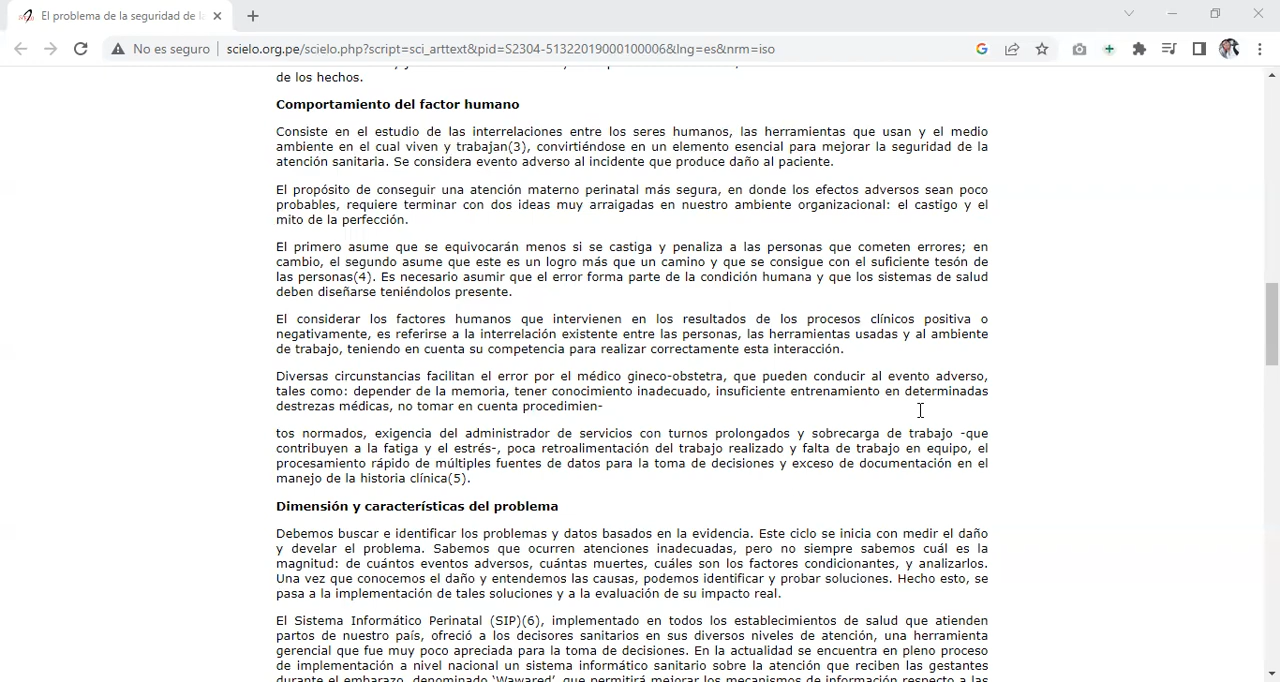 El problema de la seguridad de la
No es seguro
scielo.org.pe/scielo.php?script=sci_arttext&pid=S2304-51322019000100006&lng=es&nrm=iso
de los hechos.
Comportamiento del factor humano
Consiste en el estudio de las interrelaciones entre los seres humanos, las herramientas que usan y el medio
ambiente en el cual viven y trabajan(3), convirtiéndose en un elemento esencial para mejorar la seguridad de la
atención sanitaria. Se considera evento adverso al incidente que produce daño al paciente.
El propósito de conseguir una atención materno perinatal más segura, en donde los efectos adversos sean poco
probables, requiere terminar con dos ideas muy arraigadas en nuestro ambiente organizacional: el castigo y el
mito de la perfección.
El primero asume que se equivocarán menos si se castiga y penaliza a las personas que cometen errores; en
cambio, el segundo asume que este es un logro más que un camino y que se consigue con el suficiente tesón de
las personas(4). Es necesario asumir que el error forma parte de la condición humana y que los sistemas de salud
deben diseñarse teniéndolos presente.
El considerar los factores humanos que intervienen en los resultados de los procesos clínicos positiva o
negativamente, es referirse a la interrelación existente entre las personas, las herramientas usadas y al ambiente
de trabajo, teniendo en cuenta su competencia para realizar correctamente esta interacción.
Diversas circunstancias facilitan el error por el médico gineco-obstetra, que pueden conducir al evento adverso,
tales como: depender de la memoria, tener conocimiento inadecuado, insuficiente entrenamiento en determinadas
destrezas médicas, no tomar en cuenta procedimien-
tos normados, exigencia del administrador de servicios con turnos prolongados y sobrecarga de trabajo -que
contribuyen a la fatiga y el estrés-, poca retroalimentación del trabajo realizado y falta de trabajo en equipo, el
procesamiento rápido de múltiples fuentes de datos para la toma de decisiones y exceso de documentación en el
manejo de la historia clínica(5).
Dimensión y características del problema
Debemos buscar e identificar los problemas y datos basados en la evidencia. Este ciclo se inicia con medir el daño
y develar el problema. Sabemos que ocurren atenciones inadecuadas, pero no siempre sabemos cuál es la
magnitud: de cuántos eventos adversos, cuántas muertes, cuáles son los factores condicionantes, y analizarlos.
Una vez que conocemos el daño y entendemos las causas, podemos identificar y probar soluciones. Hecho esto, se
pasa a la implementación de tales soluciones y a la evaluación de su impacto real.
El Sistema Informático Perinatal (SIP)(6), implementado en todos los establecimientos de salud que atienden
partos de nuestro país, ofreció a los decisores sanitarios en sus diversos niveles de atención, una herramienta
gerencial que fue muy poco apreciada para la toma de decisiones. En la actualidad se encuentra en pleno proceso
de implementación a nivel nacional un sistema informático sanitario sobre la atención que reciben las gestantes
durante el embarazo, denominado 'Wawared', que permitirá mejorar los mecanismos de información respecto a las